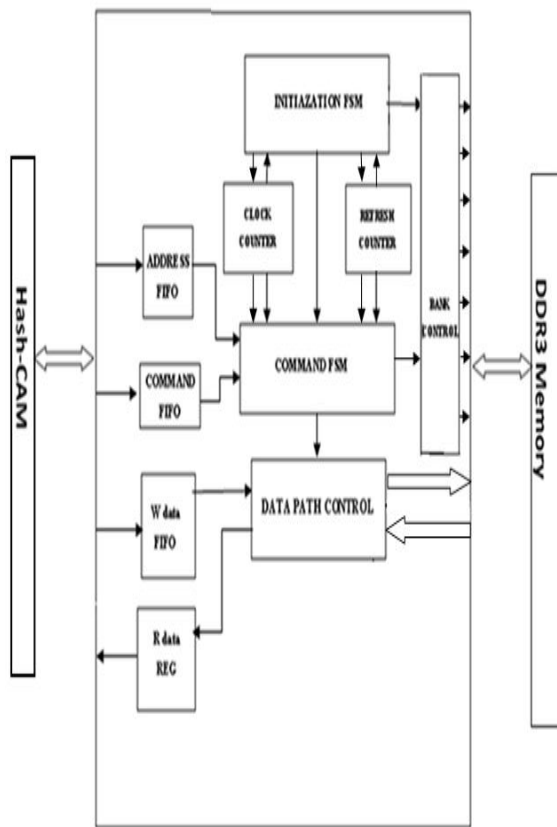 INITIAZATION FSM
CLOCK
COUNTER
REFRESH
COUNTER
BANK
CONTROL
ADDRESS
FIFO
COMMAND
FIFO
COMMAND FSM
W data
FIFO
DATA PATH CONTROL
R data
REG
Hash-CAM
DDR3 Memory